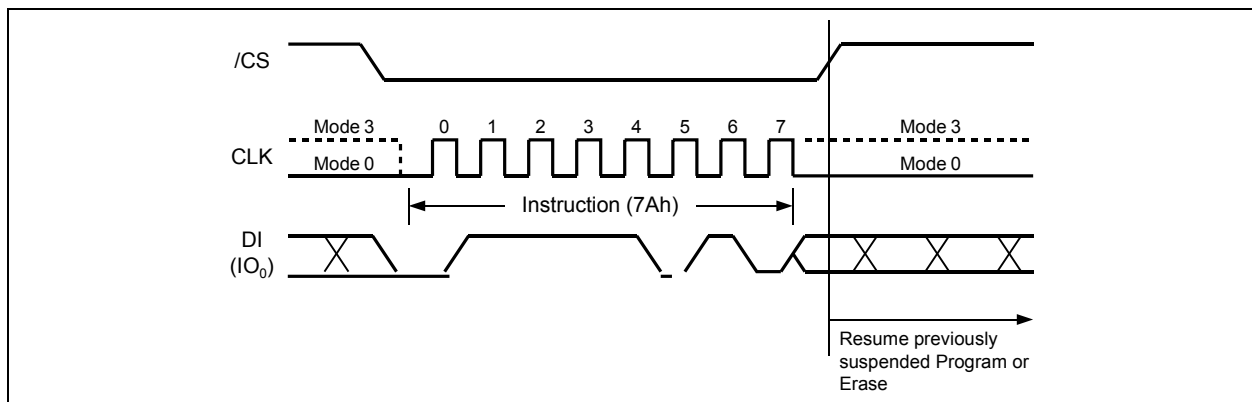 /CS
Mode 3
0 1 2 3 4 5 6 7
Mode 3
CLK
Mode 0
Mode 0
Instruction (7Ah)
DI
(IO0)
Resume previously
suspended Program or
Erase